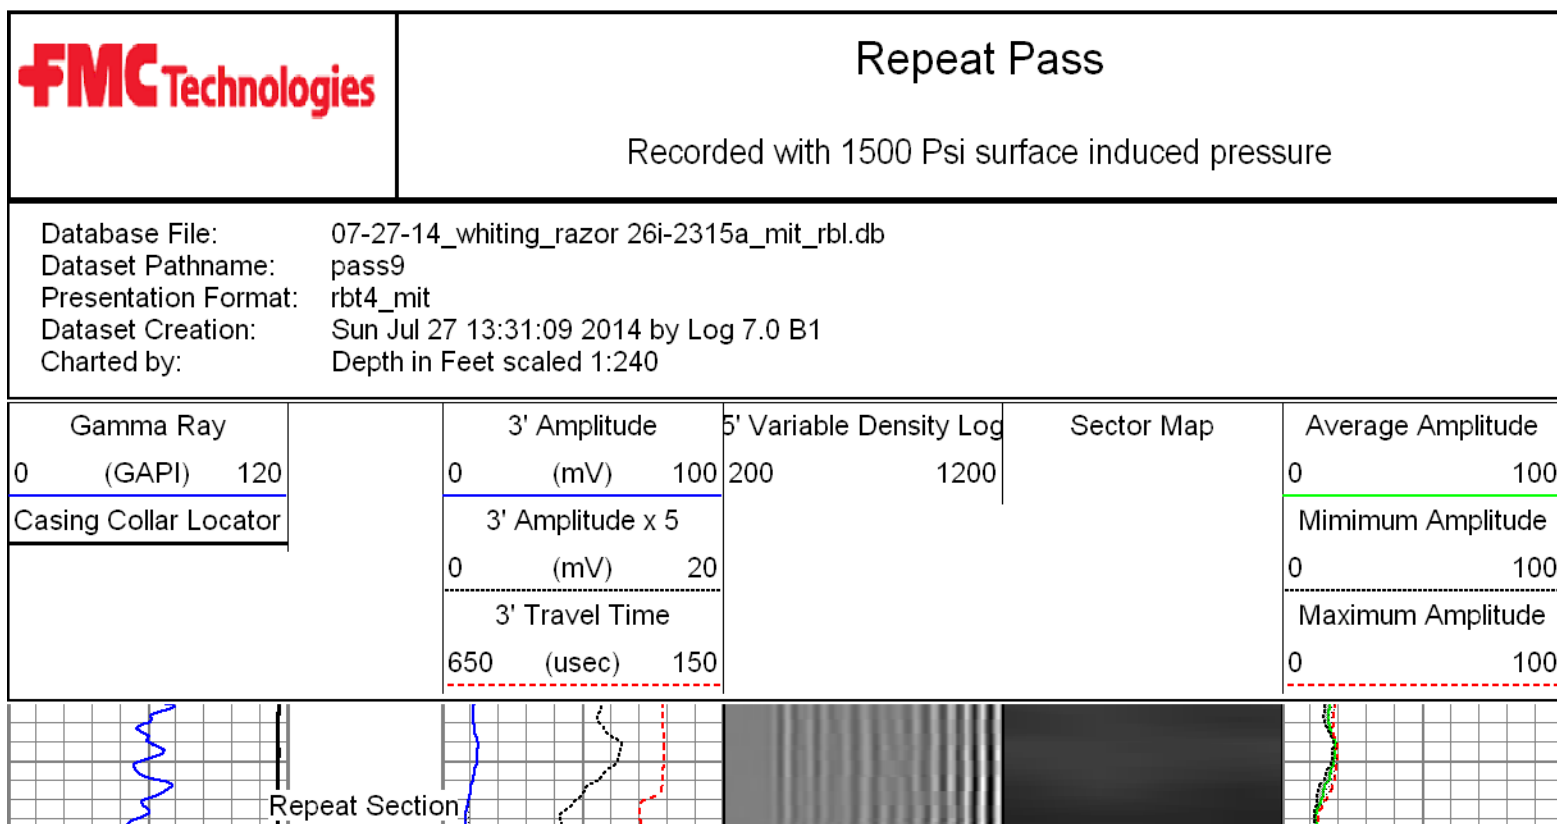 FMC Technologies
Repeat Pass
Recorded with 1500 Psi surface induced pressure
Database File: 07-27-14_whiting_razor 26i-2315a_mit_rbl.db
Dataset Pathname: pass9
Presentation Format: rbt4_mit
Dataset Creation: Sun Jul 27 13:31:09 2014 by Log 7.0 B1
Charted by: Depth in Feet scaled 1:240
Gamma Ray
0 (GAPI) 120
Casing Collar Locator
3' Amplitude
0 (mV) 100
3' Amplitude x 5
0 (mV) 20
3' Travel Time
650 (usec) 150
5' Variable Density Log
200 1200
Sector Map
Average Amplitude
0 100
Mimimum Amplitude
0 100
Maximum Amplitude
0 100
Repeat Section